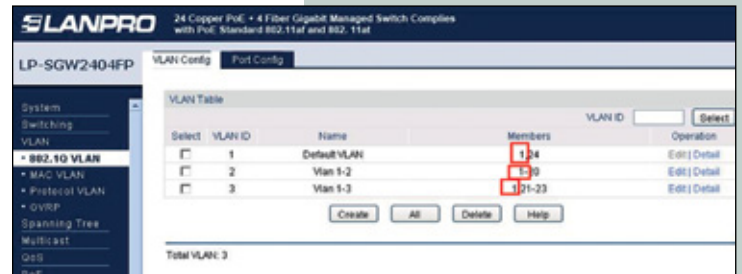 SLANPRO
24 Copper PoE + 4 Fiber Gigabit Managed Switch Complies
with PoE Standard 802.11af and 802. 11at
LP-SGW2404FP
VLAN Config Port Config
System
Switching
VLAN
• 802.1Q VLAN
• MAC VLAN
• Protocol VLAN
• GVRP
Spanning Tree
Multicast
QoS
PoE
VLAN Table
VLAN ID Select
Select VLAN ID Name Members Operation
1 Default VLAN 1,24 Edit | Detail
2 Vlan 1-2 1-20 Edit | Detail
3 Vlan 1-3 1,21-23 Edit | Detail
Create All Delete Help
Total VLAN: 3